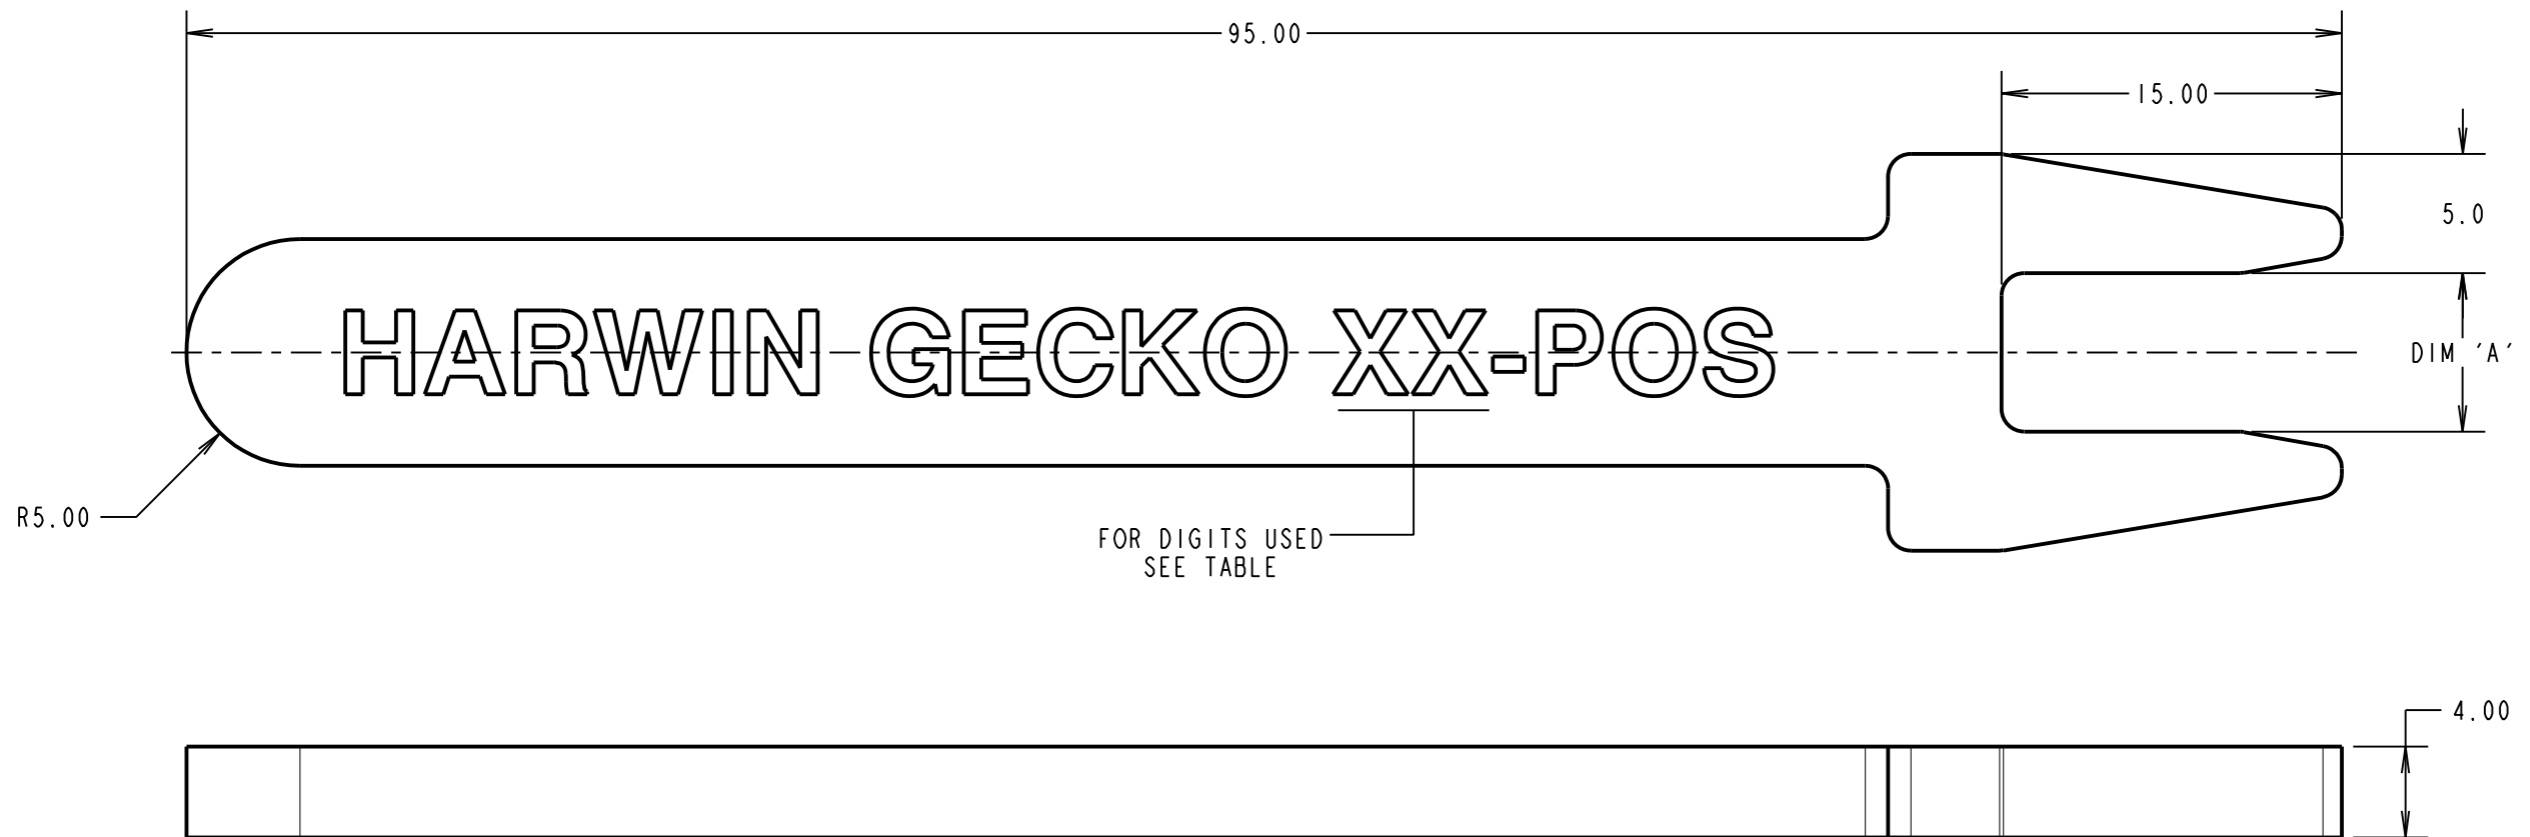 95.00
15.00
5.0
HARWIN GECKO XX-POS
DIM 'A'
R5.00
FOR DIGITS USED
SEE TABLE
4.00